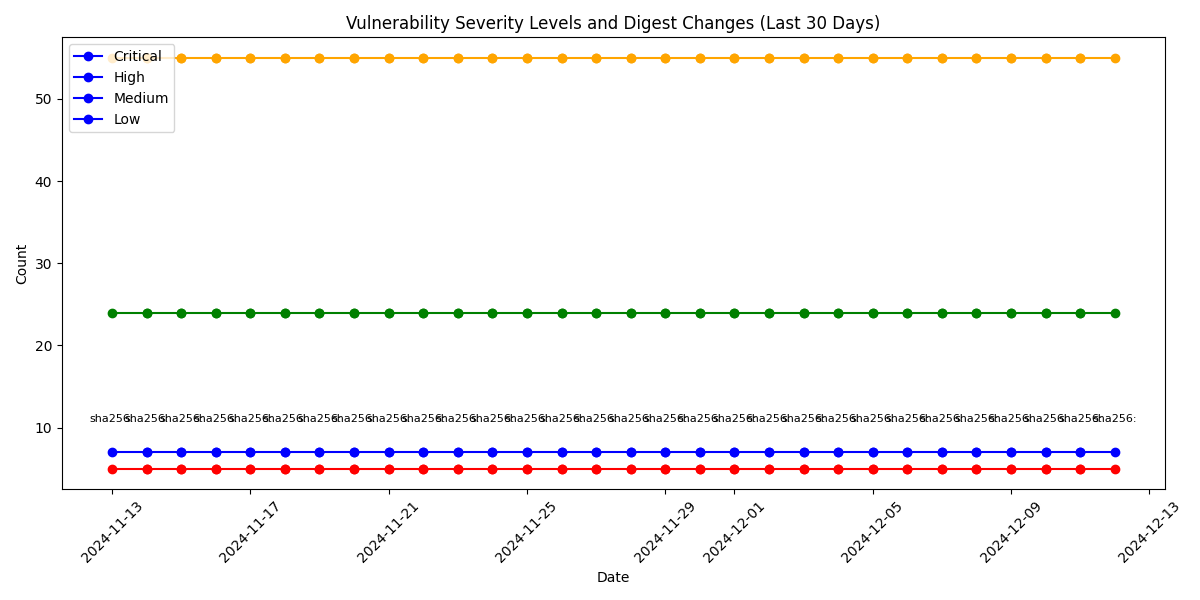 Vulnerability Severity Levels and Digest Changes (Last 30 Days)
Critical
High
Medium
Low
Count
50
40
30
20
10
sha256: sha256: sha256: sha256: sha256: sha256: sha256: sha256: sha256: sha256: sha256: sha256: sha256: sha256: sha256: sha256: sha256: sha256: sha256: sha256: sha256: sha256: sha256: sha256: sha256: sha256: sha256: sha256: sha256: sha256:
2024-11-13
2024-11-17
2024-11-21
2024-11-25
2024-11-29
2024-12-01
2024-12-05
2024-12-09
2024-12-13
Date